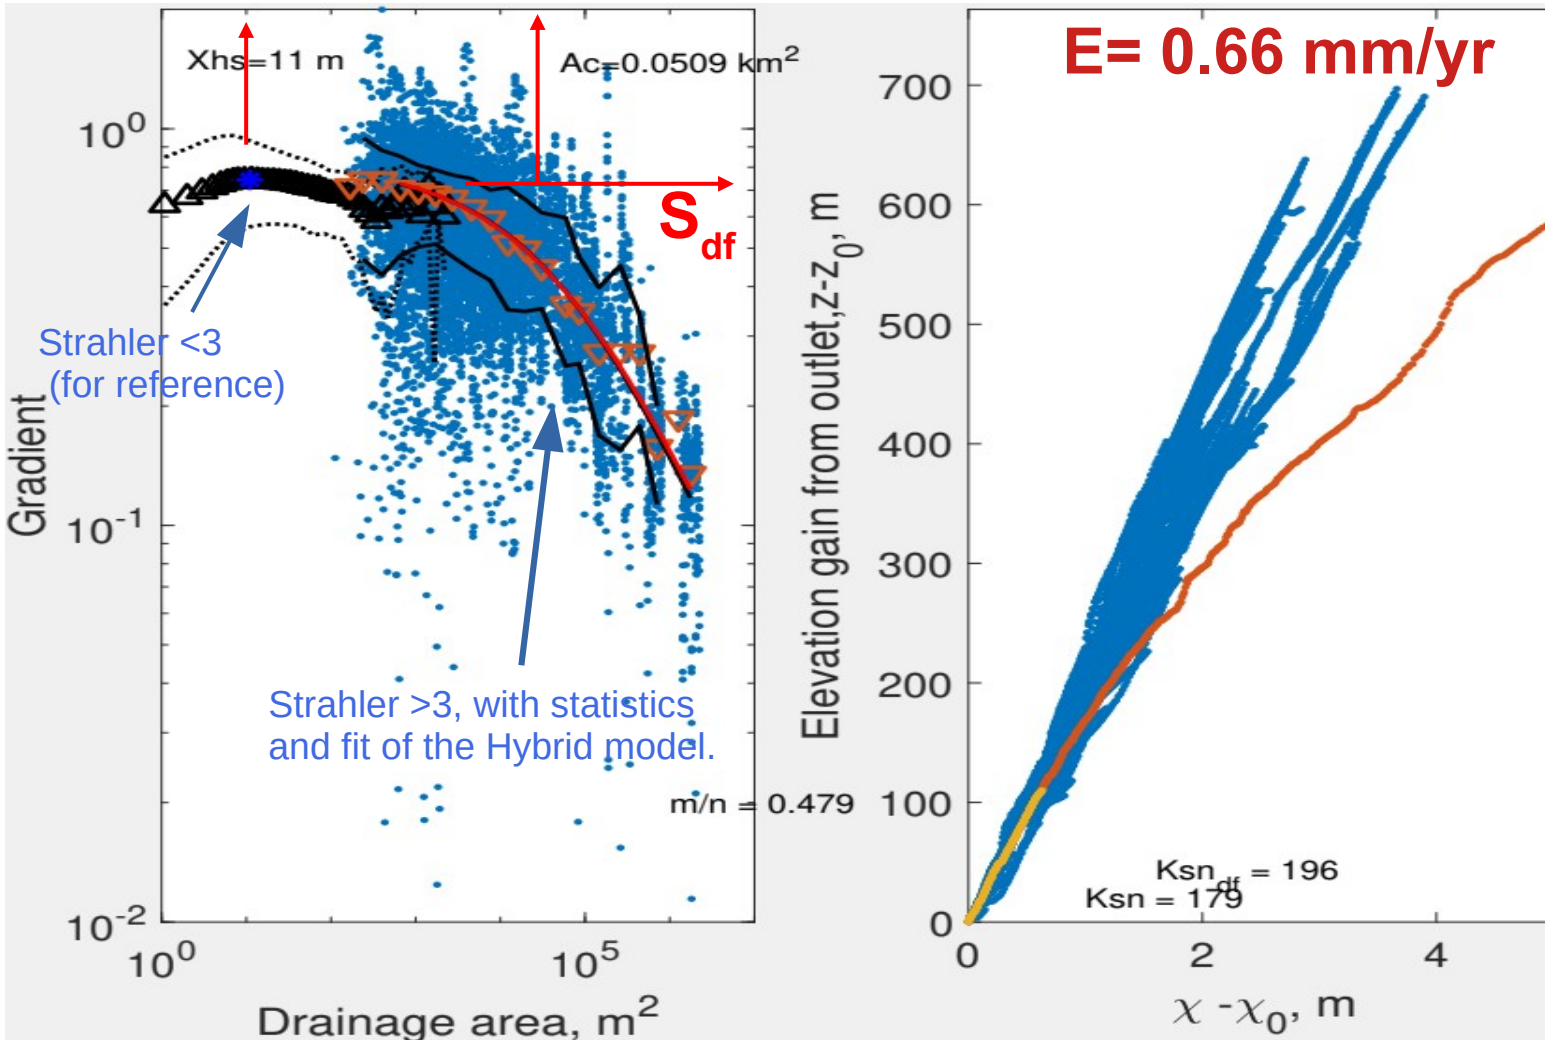 Xhs=11 m
Ac=0.0509 km²
E= 0.66 mm/yr
S_df
Strahler <3
(for reference)
Strahler >3, with statistics
and fit of the Hybrid model.
m/n = 0.479
Gradient
10⁰
10⁻¹
10⁻²
10⁰
10⁵
Drainage area, m²
Elevation gain from outlet,z-z₀, m
700
600
500
400
300
200
100
0
Ksn_df = 196
Ksn = 179
0
2
4
χ -χ₀, m